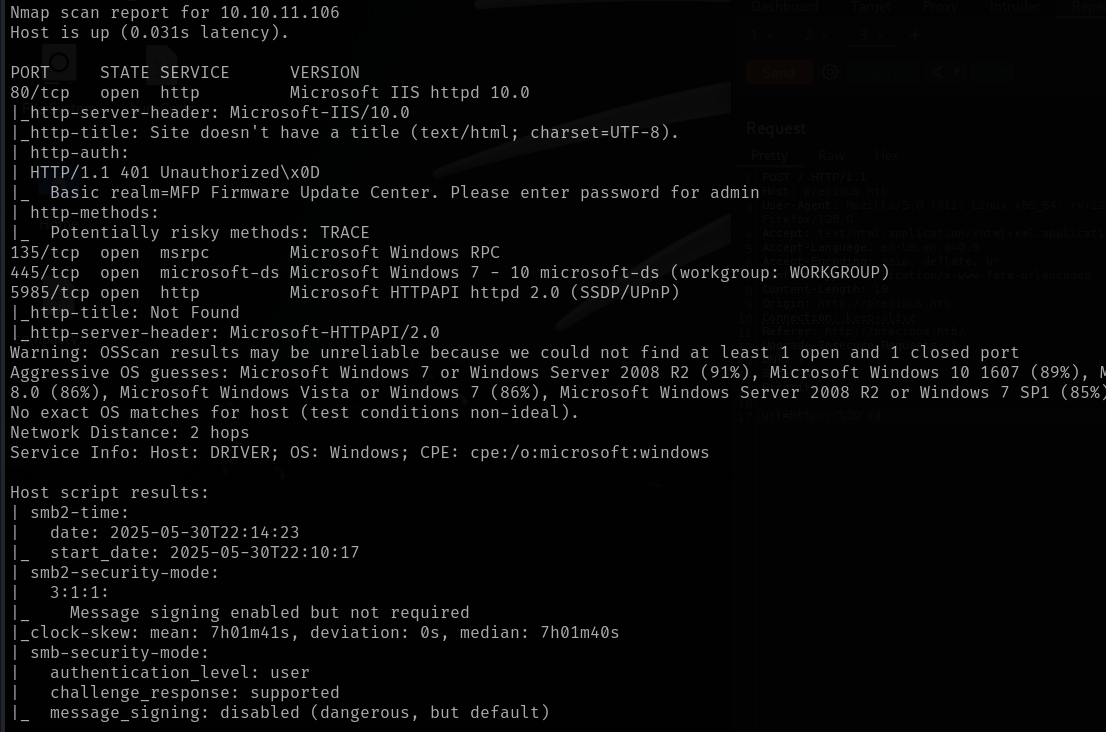 Nmap scan report for 10.10.11.106
Host is up (0.031s latency).
PORT     STATE SERVICE      VERSION
80/tcp   open  http         Microsoft IIS httpd 10.0
|_http-server-header: Microsoft-IIS/10.0
|_http-title: Site doesn't have a title (text/html; charset=UTF-8).
| http-auth:
| HTTP/1.1 401 Unauthorized\x0D
|_  Basic realm=MFP Firmware Update Center. Please enter password for admin
| http-methods:
|_  Potentially risky methods: TRACE
135/tcp  open  msrpc        Microsoft Windows RPC
445/tcp  open  microsoft-ds Microsoft Windows 7 - 10 microsoft-ds (workgroup: WORKGROUP)
5985/tcp open  http         Microsoft HTTPAPI httpd 2.0 (SSDP/UPnP)
|_http-title: Not Found
|_http-server-header: Microsoft-HTTPAPI/2.0
Warning: OSScan results may be unreliable because we could not find at least 1 open and 1 closed port
Aggressive OS guesses: Microsoft Windows 7 or Windows Server 2008 R2 (91%), Microsoft Windows 10 1607 (89%), M
8.0 (86%), Microsoft Windows Vista or Windows 7 (86%), Microsoft Windows Server 2008 R2 or Windows 7 SP1 (85%)
No exact OS matches for host (test conditions non-ideal).
Network Distance: 2 hops
Service Info: Host: DRIVER; OS: Windows; CPE: cpe:/o:microsoft:windows
Host script results:
| smb2-time:
|   date: 2025-05-30T22:14:23
|_  start_date: 2025-05-30T22:10:17
| smb2-security-mode:
|   3:1:1:
|_    Message signing enabled but not required
|_clock-skew: mean: 7h01m41s, deviation: 0s, median: 7h01m40s
| smb-security-mode:
|   authentication_level: user
|   challenge_response: supported
|_  message_signing: disabled (dangerous, but default)
Dashboard Target Proxy Intruder
Send
Request
Pretty Raw Hex